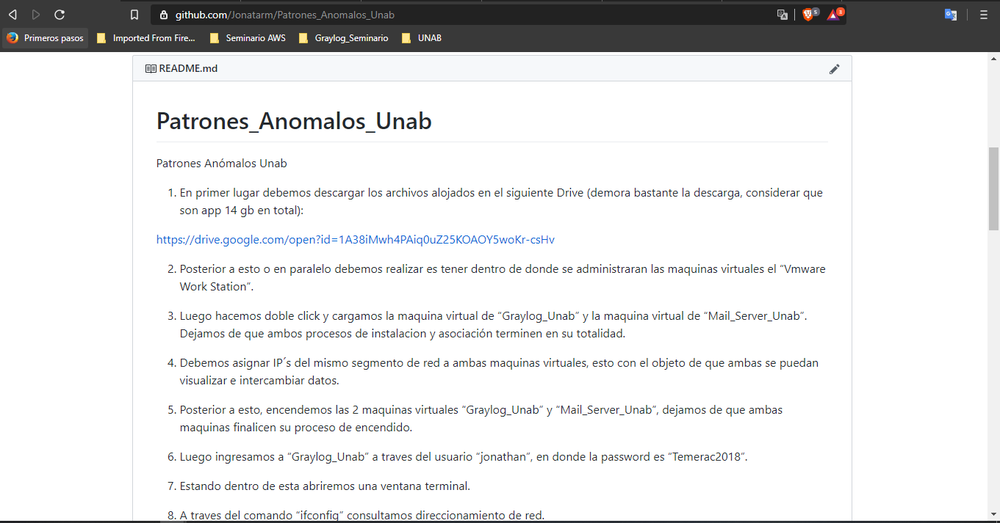 github.com/Jonatarm/Patrones_Anomalos_Unab
5
3
Primeros pasos
Imported From Fire...
Seminario AWS
Graylog_Seminario
UNAB
README.md
Patrones_Anomalos_Unab
Patrones Anómalos Unab
1. En primer lugar debemos descargar los archivos alojados en el siguiente Drive (demora bastante la descarga, considerar que
son app 14 gb en total):
https://drive.google.com/open?id=1A38iMwh4PAiq0uZ25KOAOY5woKr-csHv
2. Posterior a esto o en paralelo debemos realizar es tener dentro de donde se administraran las maquinas virtuales el “Vmware
Work Station”.
3. Luego hacemos doble click y cargamos la maquina virtual de “Graylog_Unab” y la maquina virtual de “Mail_Server_Unab”.
Dejamos de que ambos procesos de instalacion y asociación terminen en su totalidad.
4. Debemos asignar IP´s del mismo segmento de red a ambas maquinas virtuales, esto con el objeto de que ambas se puedan
visualizar e intercambiar datos.
5. Posterior a esto, encendemos las 2 maquinas virtuales “Graylog_Unab” y “Mail_Server_Unab”, dejamos de que ambas
maquinas finalicen su proceso de encendido.
6. Luego ingresamos a “Graylog_Unab” a traves del usuario “jonathan”, en donde la password es “Temerac2018”.
7. Estando dentro de esta abriremos una ventana terminal.
8. A traves del comando “ifconfig” consultamos direccionamiento de red.